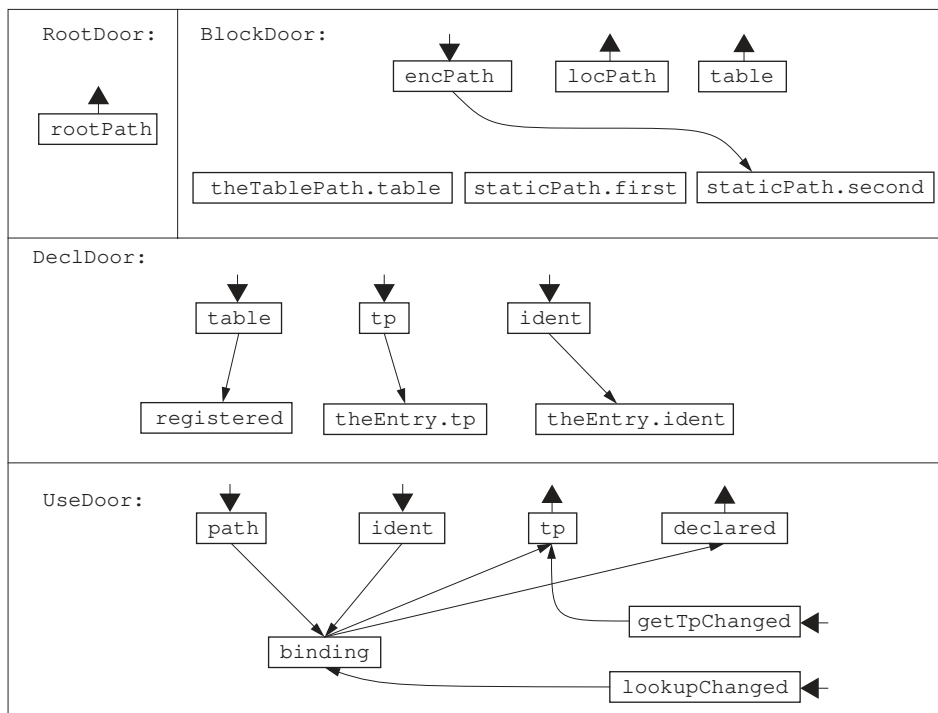 RootDoor:
rootPath
BlockDoor:
encPath
locPath
table
theTablePath.table
staticPath.first
staticPath.second
DeclDoor:
table
tp
ident
registered
theEntry.tp
theEntry.ident
UseDoor:
path
ident
tp
declared
getTpChanged
binding
lookupChanged